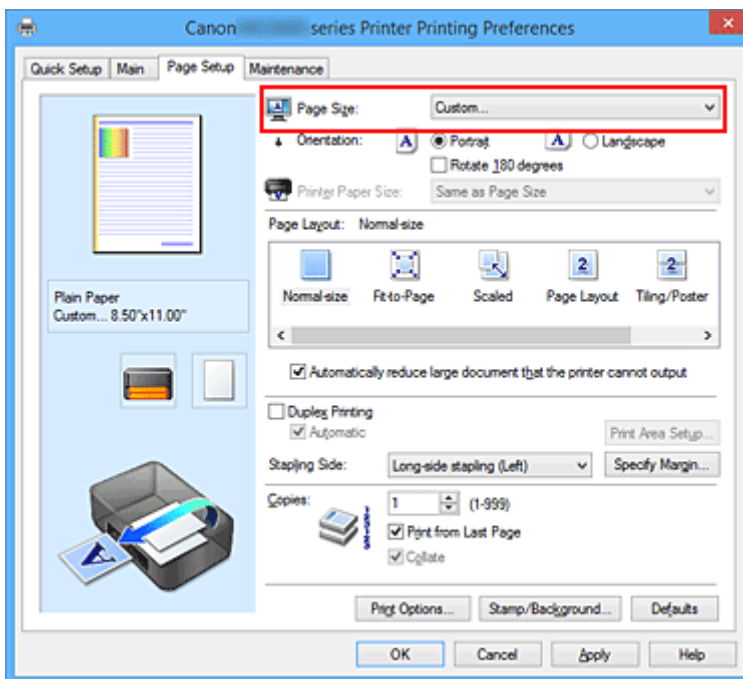 Canon series Printer Printing Preferences
Quick Setup Main Page Setup Maintenance
Page Size: Custom...
Orientation: A Portrait A Landscape
Rotate 180 degrees
Printer Paper Size: Same as Page Size
Page Layout: Normal-size
2 2
Normal-size Fit-to-Page Scaled Page Layout Tiling/Poster
Plain Paper
Custom... 8.50"x11.00"
Automatically reduce large document that the printer cannot output
Duplex Printing
Automatic
Print Area Setup...
Stapling Side: Long-side stapling (Left) Specify Margin...
Copies: 1 (1-999)
Print from Last Page
Collate
A
Print Options... Stamp/Background... Defaults
OK Cancel Apply Help